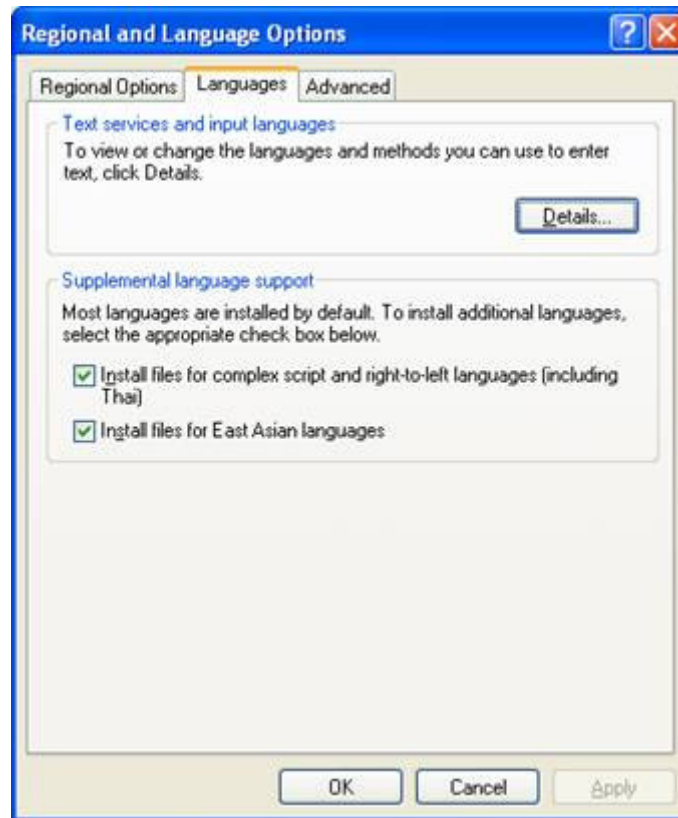 Regional and Language Options
Regional Options Languages Advanced
Text services and input languages
To view or change the languages and methods you can use to enter
text, click Details.
Details...
Supplemental language support
Most languages are installed by default. To install additional languages,
select the appropriate check box below.
Install files for complex script and right-to-left languages (including
Thai)
Install files for East Asian languages
OK Cancel Apply